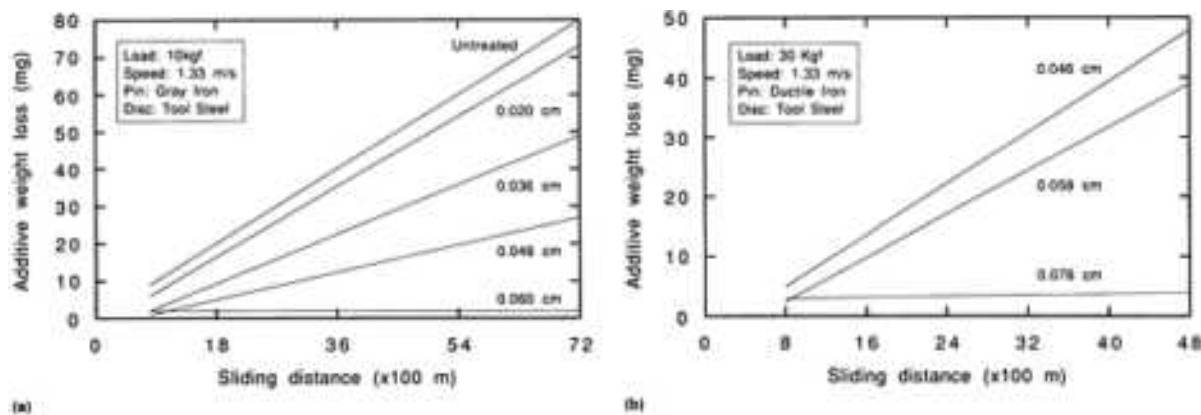 80
70
60
50
40
30
20
10
0
Additive weight loss (mg)
Load: 10kgf
Speed: 1.33 m/s
Pin: Gray Iron
Disc: Tool Steel
Untreated
0.020 cm
0.036 cm
0.048 cm
0.060 cm
0 18 36 54 72
Sliding distance (x100 m)
(a)
50
40
30
20
10
0
Additive weight loss (mg)
Load: 30 Kgf
Speed: 1.33 m/s
Pin: Ductile Iron
Disc: Tool Steel
0.046 cm
0.058 cm
0.076 cm
0 8 16 24 32 40 48
Sliding distance (x100 m)
(b)